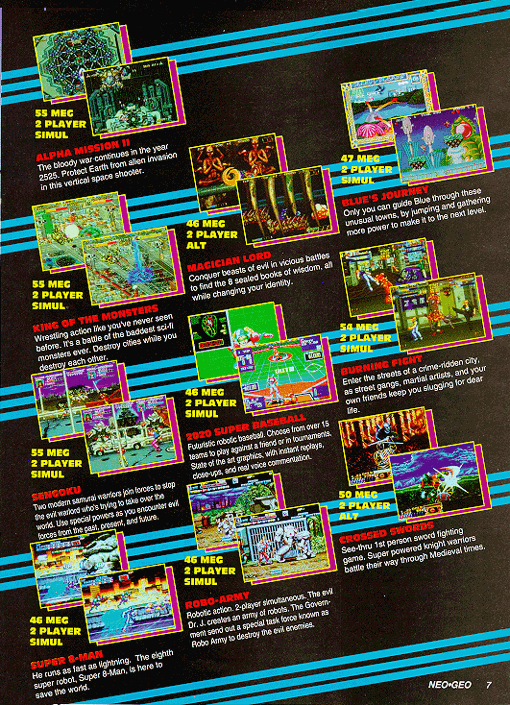 55 MEG
2 PLAYER
SIMUL
ALPHA MISSION II
The bloody war continues in the year
2525. Protect Earth from alien invasion
in this vertical space shooter.
55 MEG
2 PLAYER
SIMUL
KING OF THE MONSTERS
Wrestling action like you've never seen
before. It's a battle of the baddest sci-fi
monsters ever. Destroy cities while you
destroy each other.
55 MEG
2 PLAYER
SIMUL
SENGOKU
Two modern samurai warriors join forces to stop
the evil warlord who's trying to take over the
world. Use special powers as you encounter evil
forces from the past, present, and future.
46 MEG
2 PLAYER
SIMUL
SUPER 8-MAN
He runs as fast as lightning. The eighth
super robot, Super 8-Man, is here to
save the world.
46 MEG
2 PLAYER
ALT
MAGICIAN LORD
Conquer beasts of evil in vicious battles
to find the 8 sealed books of wisdom, all
while changing your identity.
46 MEG
2 PLAYER
SIMUL
2020 SUPER BASEBALL
Futuristic robotic baseball. Choose from over 15
teams to play against a friend or in tournaments.
State of the art graphics, with instant replays,
close-ups, and real voice commentation.
46 MEG
2 PLAYER
SIMUL
ROBO-ARMY
Robotic action. 2-player simultaneous. The evil
Dr. J. creates an army of robots. The Govern-
ment send out a special task force known as
Robo Army to destroy the evil enemies.
47 MEG
2 PLAYER
SIMUL
BLUE'S JOURNEY
Only you can guide Blue through these
unusual towns, by jumping and gathering
more power to make it to the next level.
54 MEG
2 PLAYER
SIMUL
BURNING FIGHT
Enter the streets of a crime-ridden city,
as street gangs, martial artists, and your
own friends keep you slugging for dear
life.
50 MEG
2 PLAYER
ALT
CROSSED SWORDS
See-thru 1st person sword fighting
game. Super powered knight warriors
battle their way through Medieval times.
NEO•GEO 7